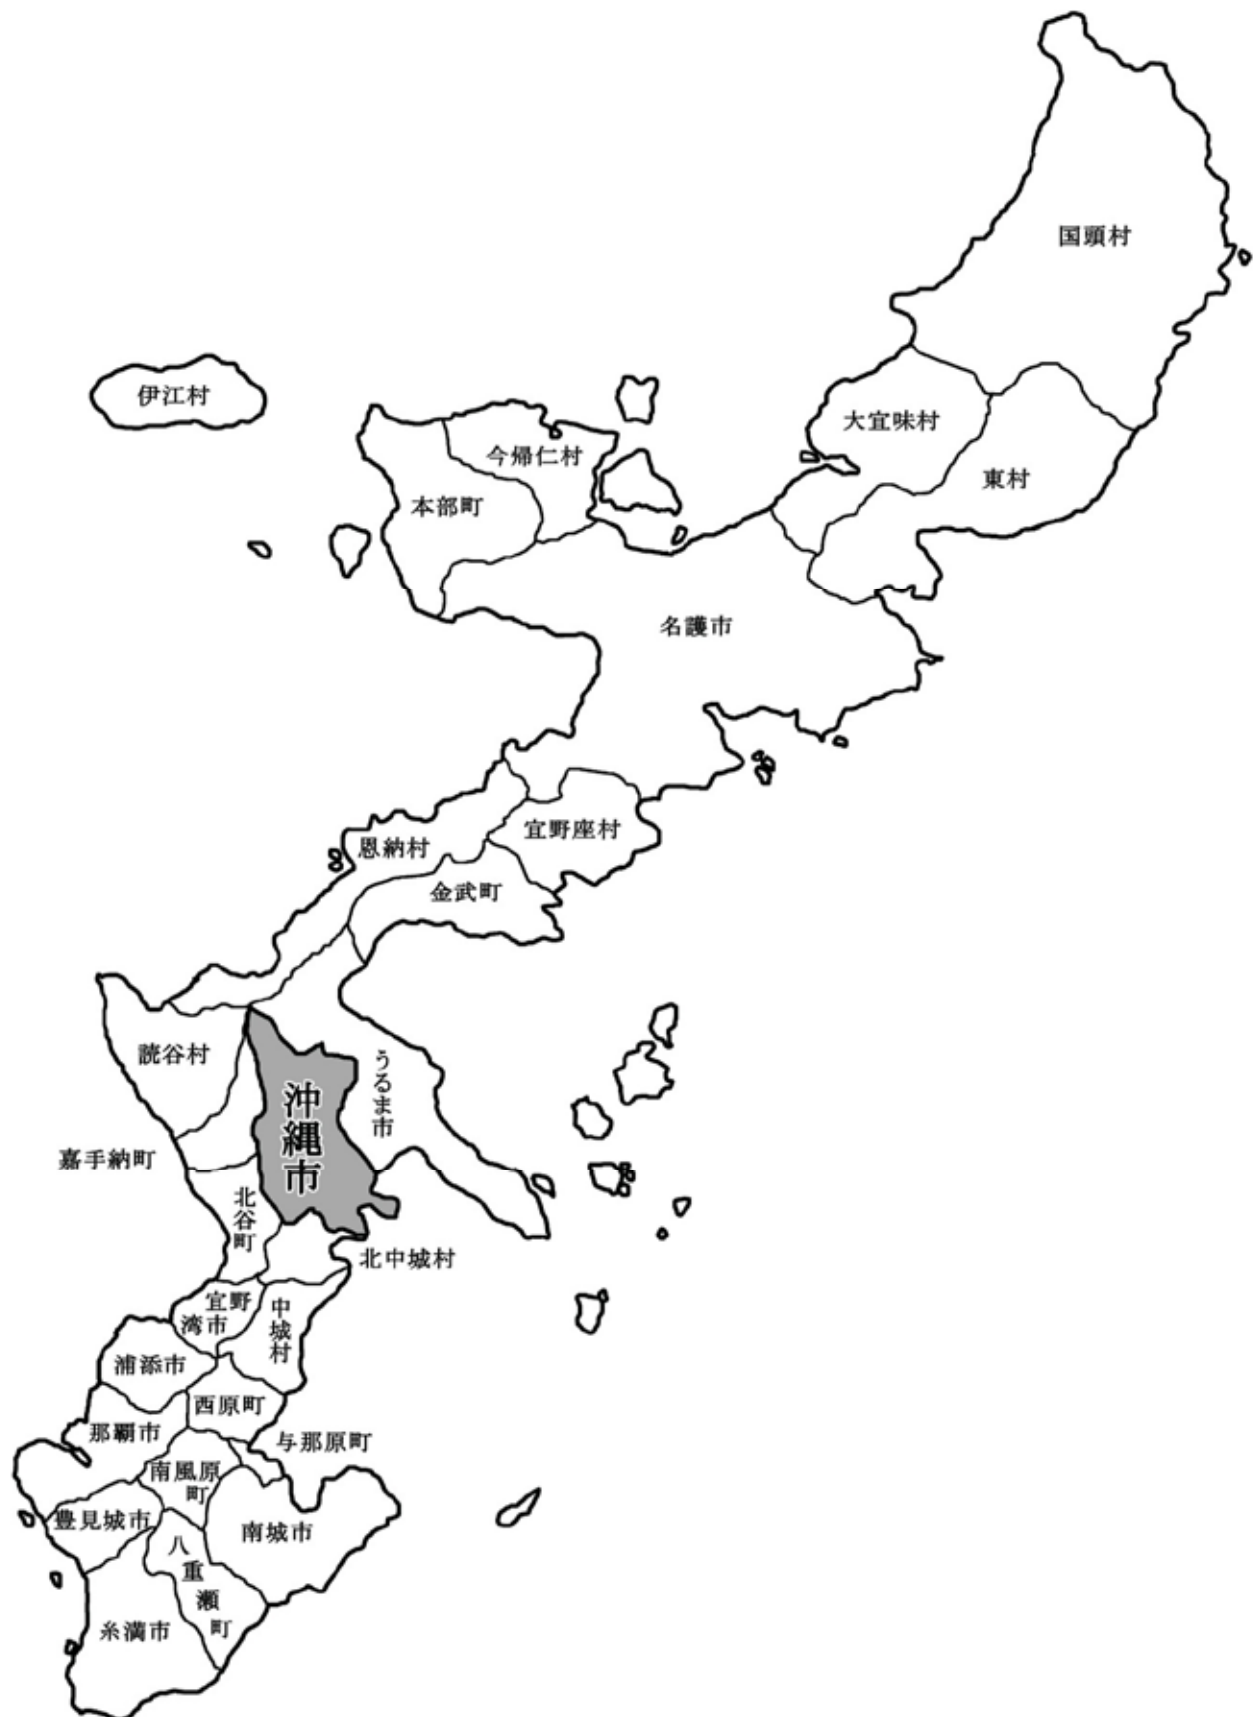 国頭村
伊江村
大宜味村
今帰仁村
東村
本部町
名護市
宜野座村
恩納村
金武町
読谷村
うるま市
沖縄市
嘉手納町
北谷町
北中城村
宜野
湾市
中城村
浦添市
西原町
那覇市
与那原町
南風原
町
豊見城市
南城市
八
重
瀬
町
糸満市